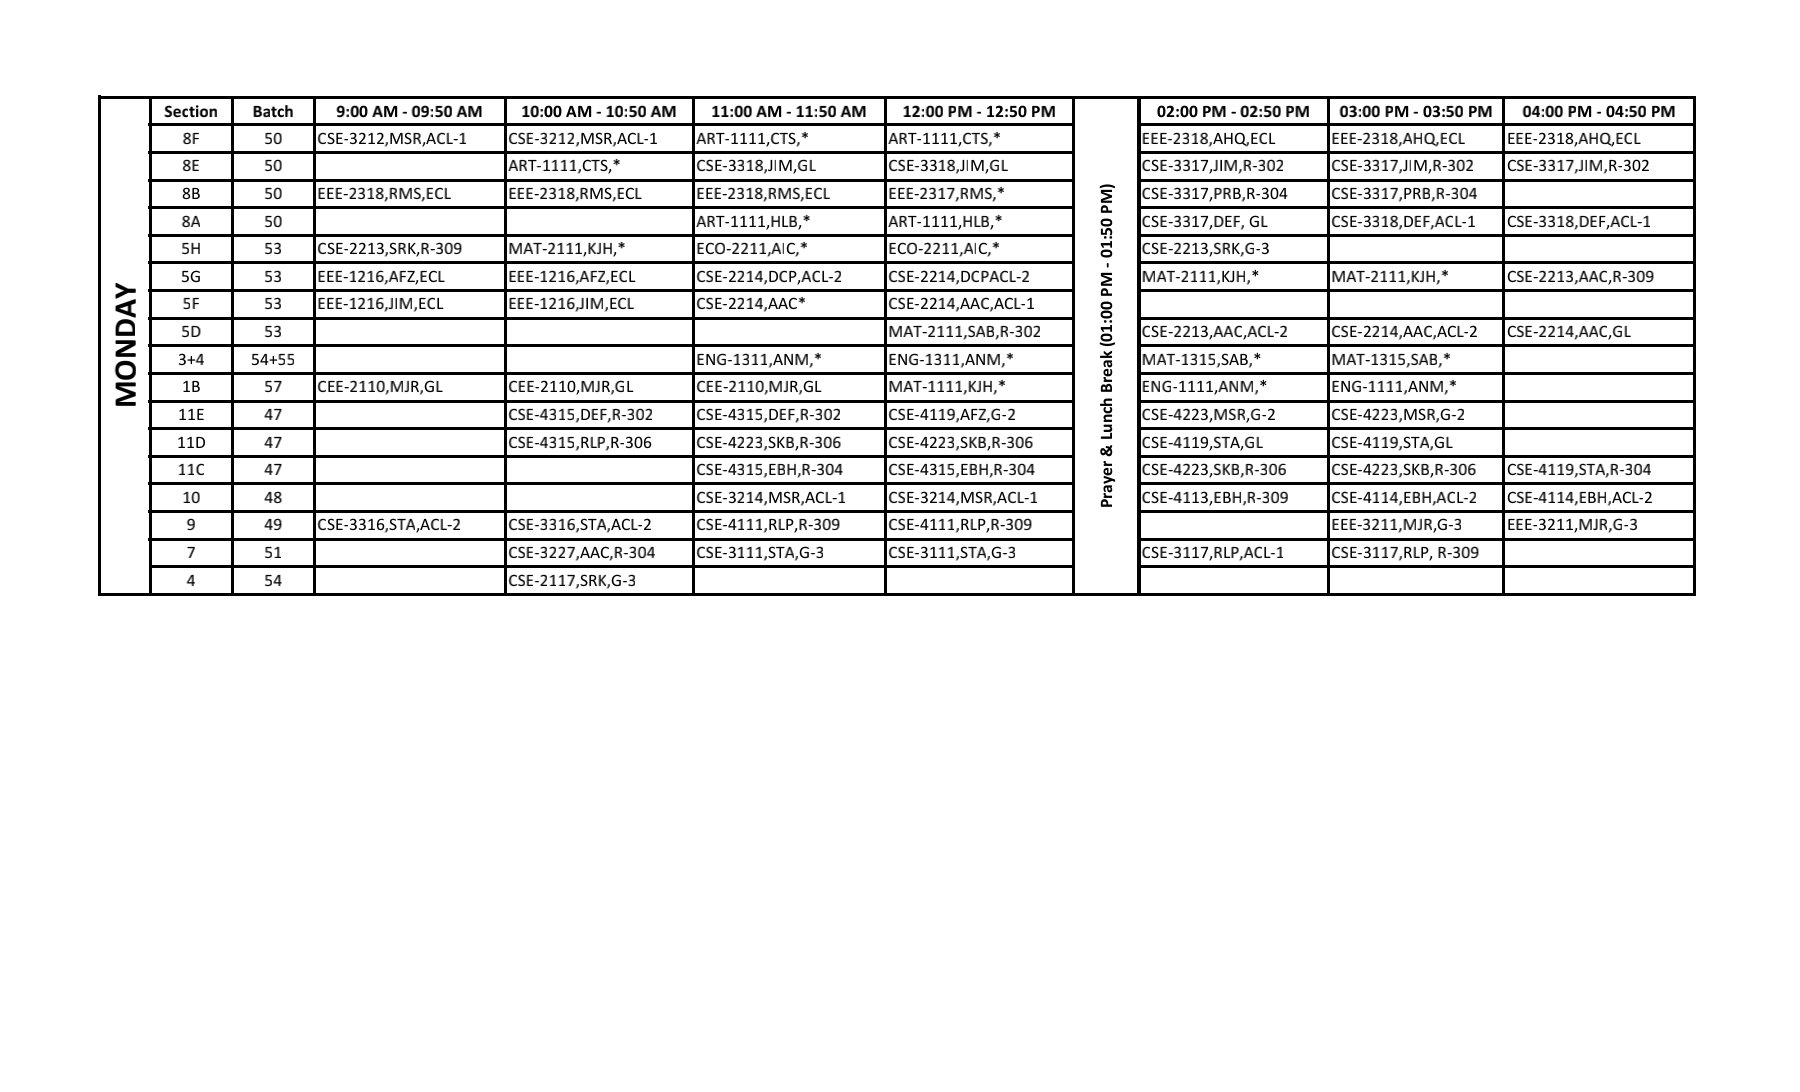 MONDAY
Section Batch 9:00 AM - 09:50 AM 10:00 AM - 10:50 AM 11:00 AM - 11:50 AM 12:00 PM - 12:50 PM 02:00 PM - 02:50 PM 03:00 PM - 03:50 PM 04:00 PM - 04:50 PM
8F 50 CSE-3212,MSR,ACL-1 CSE-3212,MSR,ACL-1 ART-1111,CTS,* ART-1111,CTS,* EEE-2318,AHQ,ECL EEE-2318,AHQ,ECL EEE-2318,AHQ,ECL
8E 50 ART-1111,CTS,* CSE-3318,JIM,GL CSE-3318,JIM,GL CSE-3317,JIM,R-302 CSE-3317,JIM,R-302 CSE-3317,JIM,R-302
8B 50 EEE-2318,RMS,ECL EEE-2318,RMS,ECL EEE-2318,RMS,ECL EEE-2317,RMS,* CSE-3317,PRB,R-304 CSE-3317,PRB,R-304
8A 50 ART-1111,HLB,* ART-1111,HLB,* CSE-3317,DEF, GL CSE-3318,DEF,ACL-1 CSE-3318,DEF,ACL-1
5H 53 CSE-2213,SRK,R-309 MAT-2111,KJH,* ECO-2211,AIC,* ECO-2211,AIC,* CSE-2213,SRK,G-3
5G 53 EEE-1216,AFZ,ECL EEE-1216,AFZ,ECL CSE-2214,DCP,ACL-2 CSE-2214,DCPACL-2 MAT-2111,KJH,* MAT-2111,KJH,* CSE-2213,AAC,R-309
5F 53 EEE-1216,JIM,ECL EEE-1216,JIM,ECL CSE-2214,AAC* CSE-2214,AAC,ACL-1
5D 53 MAT-2111,SAB,R-302 CSE-2213,AAC,ACL-2 CSE-2214,AAC,ACL-2 CSE-2214,AAC,GL
3+4 54+55 ENG-1311,ANM,* ENG-1311,ANM,* MAT-1315,SAB,* MAT-1315,SAB,*
1B 57 CEE-2110,MJR,GL CEE-2110,MJR,GL CEE-2110,MJR,GL MAT-1111,KJH,* ENG-1111,ANM,* ENG-1111,ANM,*
11E 47 CSE-4315,DEF,R-302 CSE-4315,DEF,R-302 CSE-4119,AFZ,G-2 CSE-4223,MSR,G-2 CSE-4223,MSR,G-2
11D 47 CSE-4315,RLP,R-306 CSE-4223,SKB,R-306 CSE-4223,SKB,R-306 CSE-4119,STA,GL CSE-4119,STA,GL
11C 47 CSE-4315,EBH,R-304 CSE-4315,EBH,R-304 CSE-4223,SKB,R-306 CSE-4223,SKB,R-306 CSE-4119,STA,R-304
10 48 CSE-3214,MSR,ACL-1 CSE-3214,MSR,ACL-1 CSE-4113,EBH,R-309 CSE-4114,EBH,ACL-2 CSE-4114,EBH,ACL-2
9 49 CSE-3316,STA,ACL-2 CSE-3316,STA,ACL-2 CSE-4111,RLP,R-309 CSE-4111,RLP,R-309 EEE-3211,MJR,G-3 EEE-3211,MJR,G-3
7 51 CSE-3227,AAC,R-304 CSE-3111,STA,G-3 CSE-3111,STA,G-3 CSE-3117,RLP,ACL-1 CSE-3117,RLP, R-309
4 54 CSE-2117,SRK,G-3
Prayer & Lunch Break (01:00 PM - 01:50 PM)